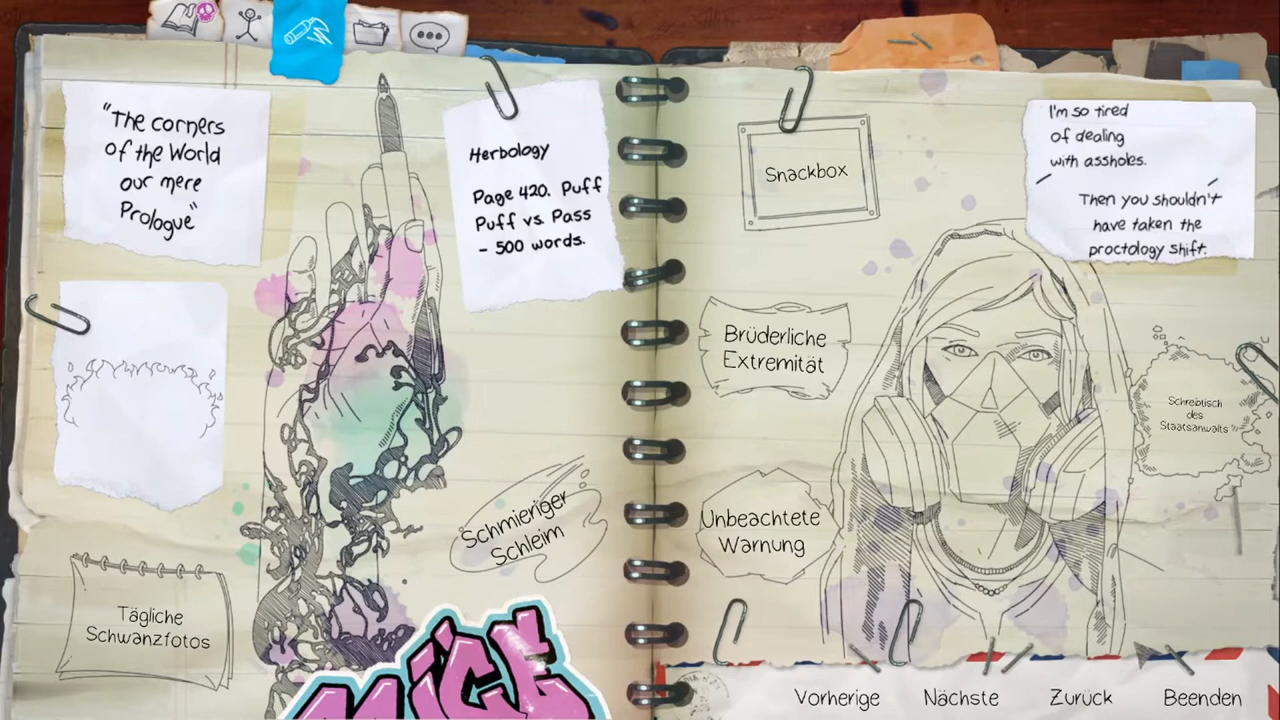 "The corners
of the World
our mere
Prologue"
Herbology
Page 420. Puff
Puff vs. Pass
- 500 words.
Schmieriger
Schleim
Tägliche
Schwanzfotos
NICE
Snackbox
I'm so tired
of dealing
with assholes.
Then you shouldn't
have taken the
proctology shift.
Brüderliche
Extremität
Schreibtisch
des
Staatsanwalts
Unbeachtete
Warnung
Vorherige Nächste Zurück Beenden